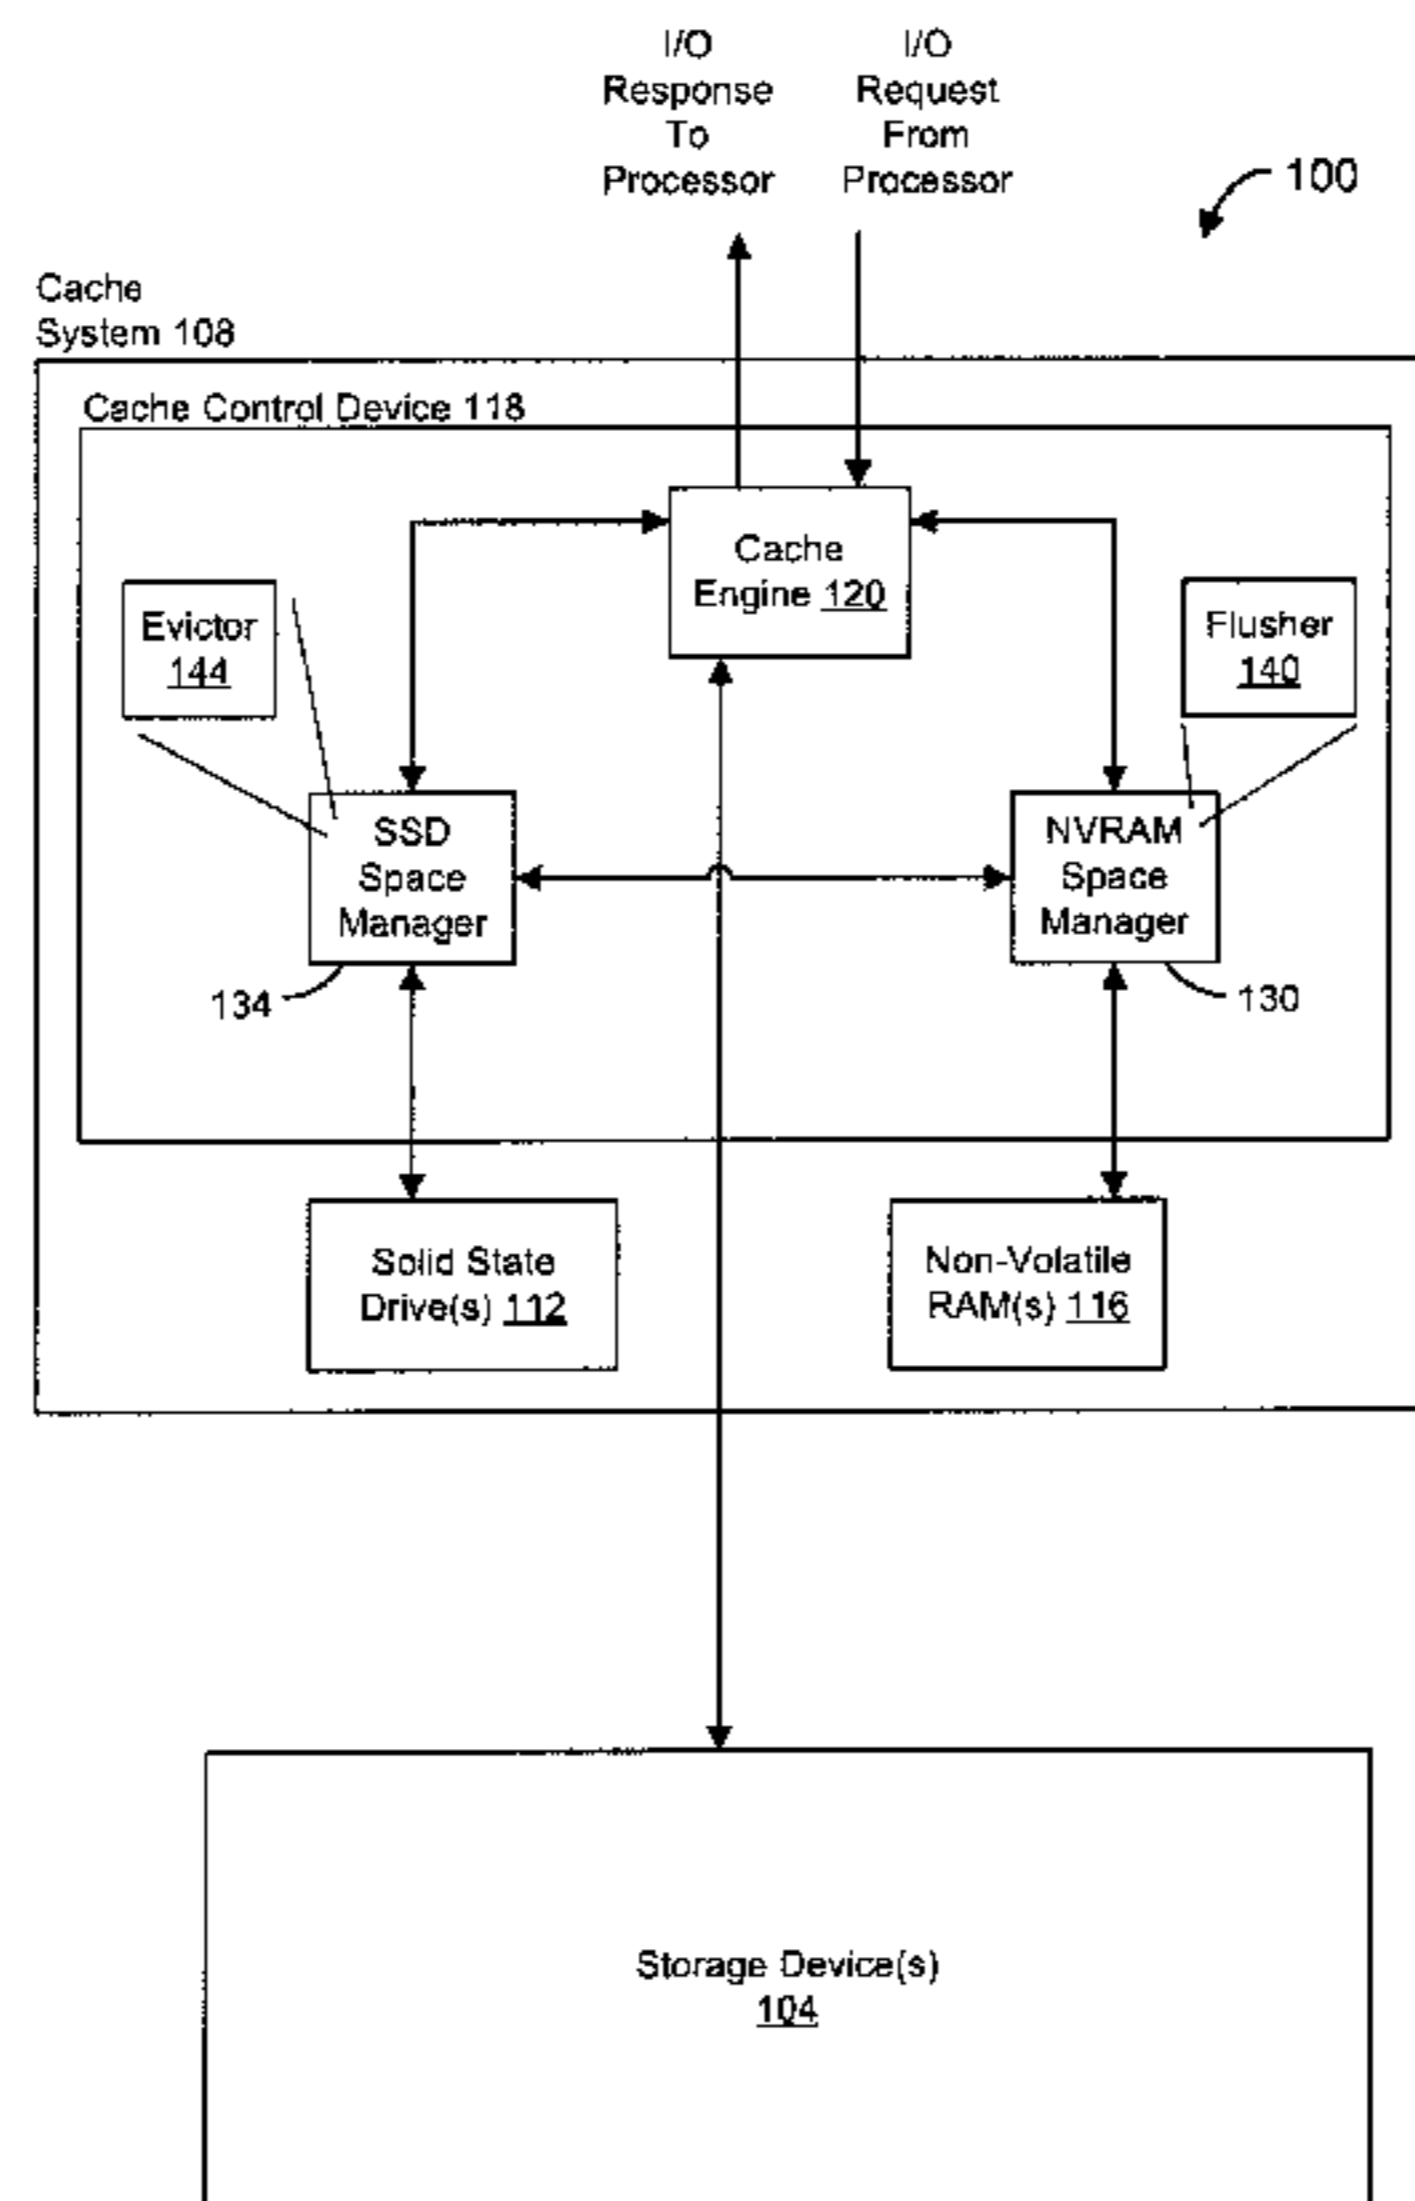 I/O
Response
To
Processor
I/O
Request
From
Processor
100
Cache
System 108
Cache Control Device 118
Cache
Engine 120
Evictor
144
Flusher
140
SSD
Space
Manager
NVRAM
Space
Manager
134
130
Solid State
Drive(s) 112
Non-Volatile
RAM(s) 116
Storage Device(s)
104